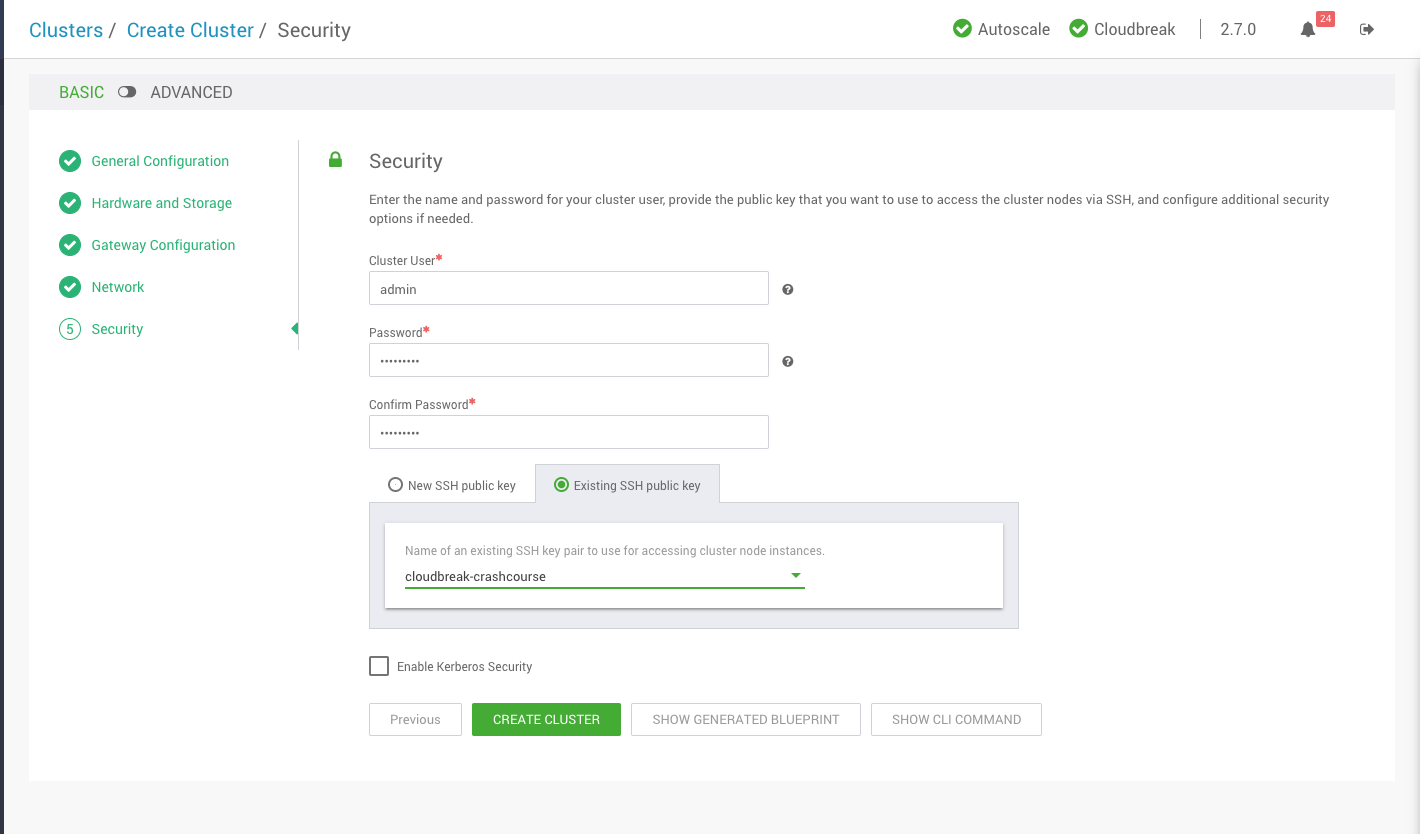 Clusters / Create Cluster / Security
Autoscale Cloudbreak 2.7.0 24
BASIC ADVANCED
General Configuration
Hardware and Storage
Gateway Configuration
Network
5 Security
Security
Enter the name and password for your cluster user, provide the public key that you want to use to access the cluster nodes via SSH, and configure additional security
options if needed.
Cluster User*
admin
Password*
•••••••••
Confirm Password*
•••••••••
New SSH public key Existing SSH public key
Name of an existing SSH key pair to use for accessing cluster node instances.
cloudbreak-crashcourse
Enable Kerberos Security
Previous CREATE CLUSTER SHOW GENERATED BLUEPRINT SHOW CLI COMMAND